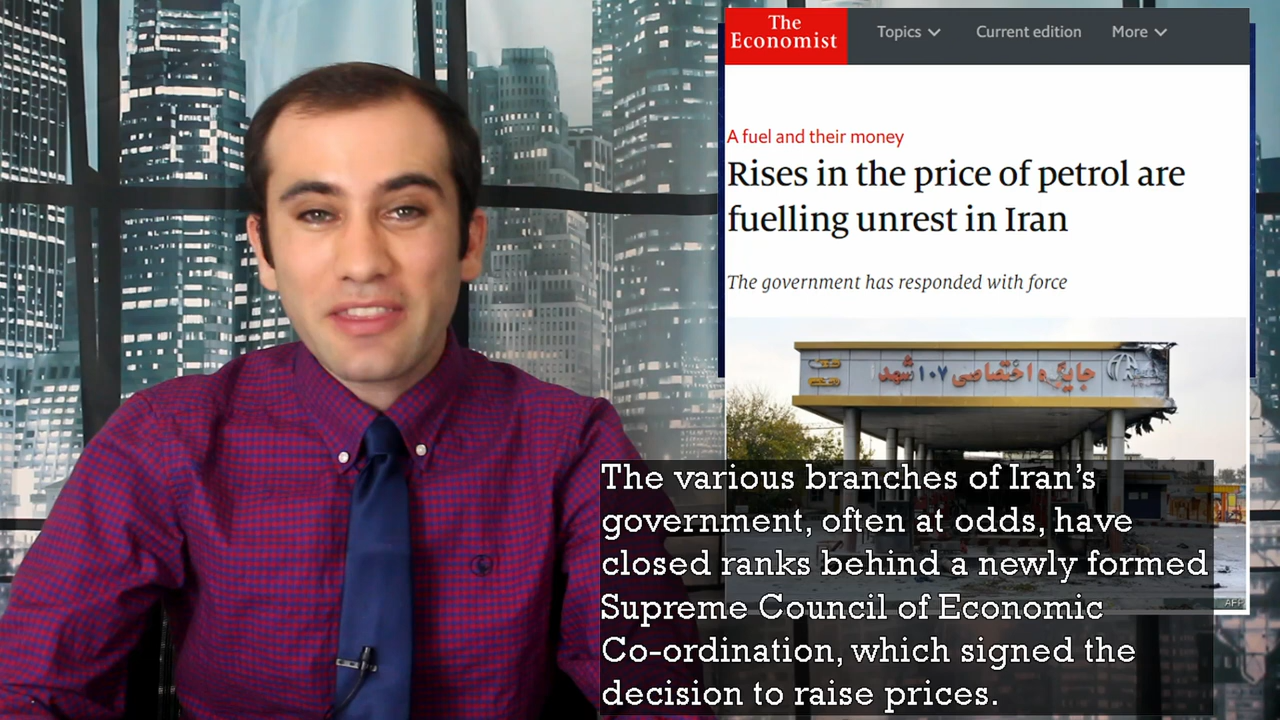 The
Economist
Topics
Current edition
More
A fuel and their money
Rises in the price of petrol are
fuelling unrest in Iran
The government has responded with force
جایگاه اختصاصی ۱۰۷ شهد
AFP
The various branches of Iran’s
government, often at odds, have
closed ranks behind a newly formed
Supreme Council of Economic
Co-ordination, which signed the
decision to raise prices.